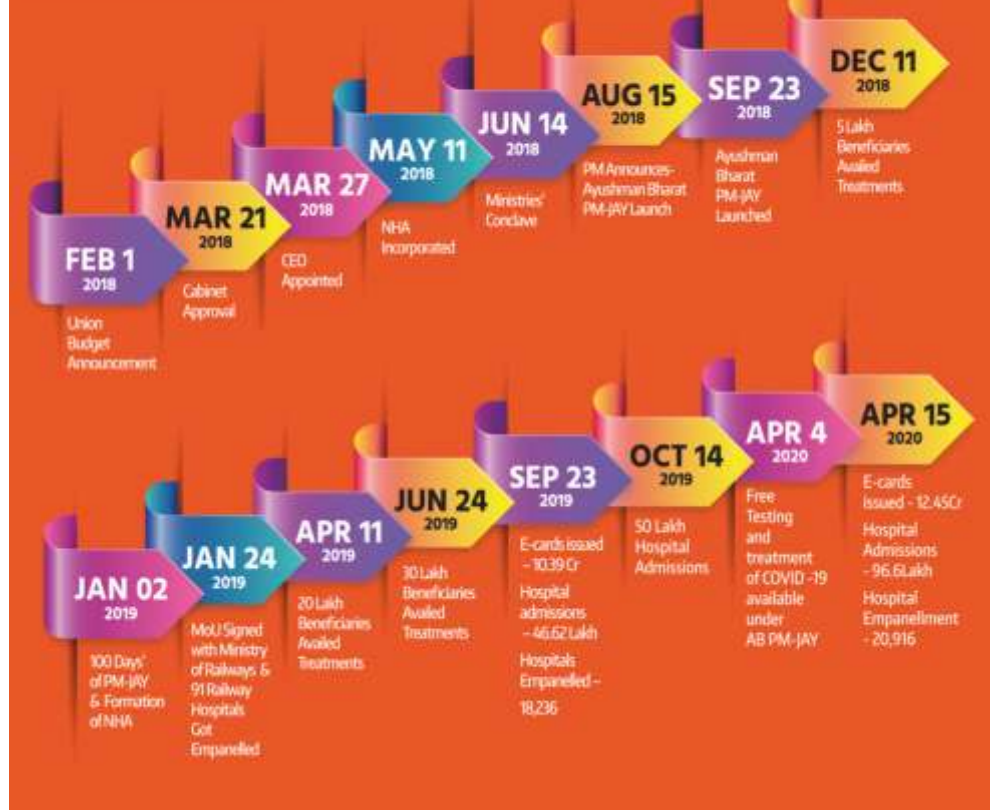 FEB 1
2018
Union
Budget
Announcement
MAR 21
2018
Cabinet
Approval
MAR 27
2018
CEO
Appointed
MAY 11
2018
NHA
Incorporated
JUN 14
2018
Ministries'
Conclave
AUG 15
2018
PM Announces-
Ayushman Bharat
PM-JAY Launch
SEP 23
2018
Ayushman
Bharat
PM-JAY
Launched
DEC 11
2018
5 Lakh
Beneficiaries
Availed
Treatments
JAN 02
2019
100 Days'
of PM-JAY
& Formation
of NHA
JAN 24
2019
MoU Signed
with Ministry
of Railways &
91 Railway
Hospitals
Got
Empanelled
APR 11
2019
20 Lakh
Beneficiaries
Availed
Treatments
JUN 24
2019
30 Lakh
Beneficiaries
Availed
Treatments
SEP 23
2019
E-cards issued
- 10.39 Cr
Hospital
admissions
- 46.62 Lakh
Hospitals
Empanelled -
18,236
OCT 14
2019
50 Lakh
Hospital
Admissions
APR 4
2020
Free
Testing
and
treatment
of COVID -19
available
under
AB PM-JAY
APR 15
2020
E-cards
Issued - 12.45Cr
Hospital
Admissions
- 96.6Lakh
Hospital
Empanellment
- 20,916